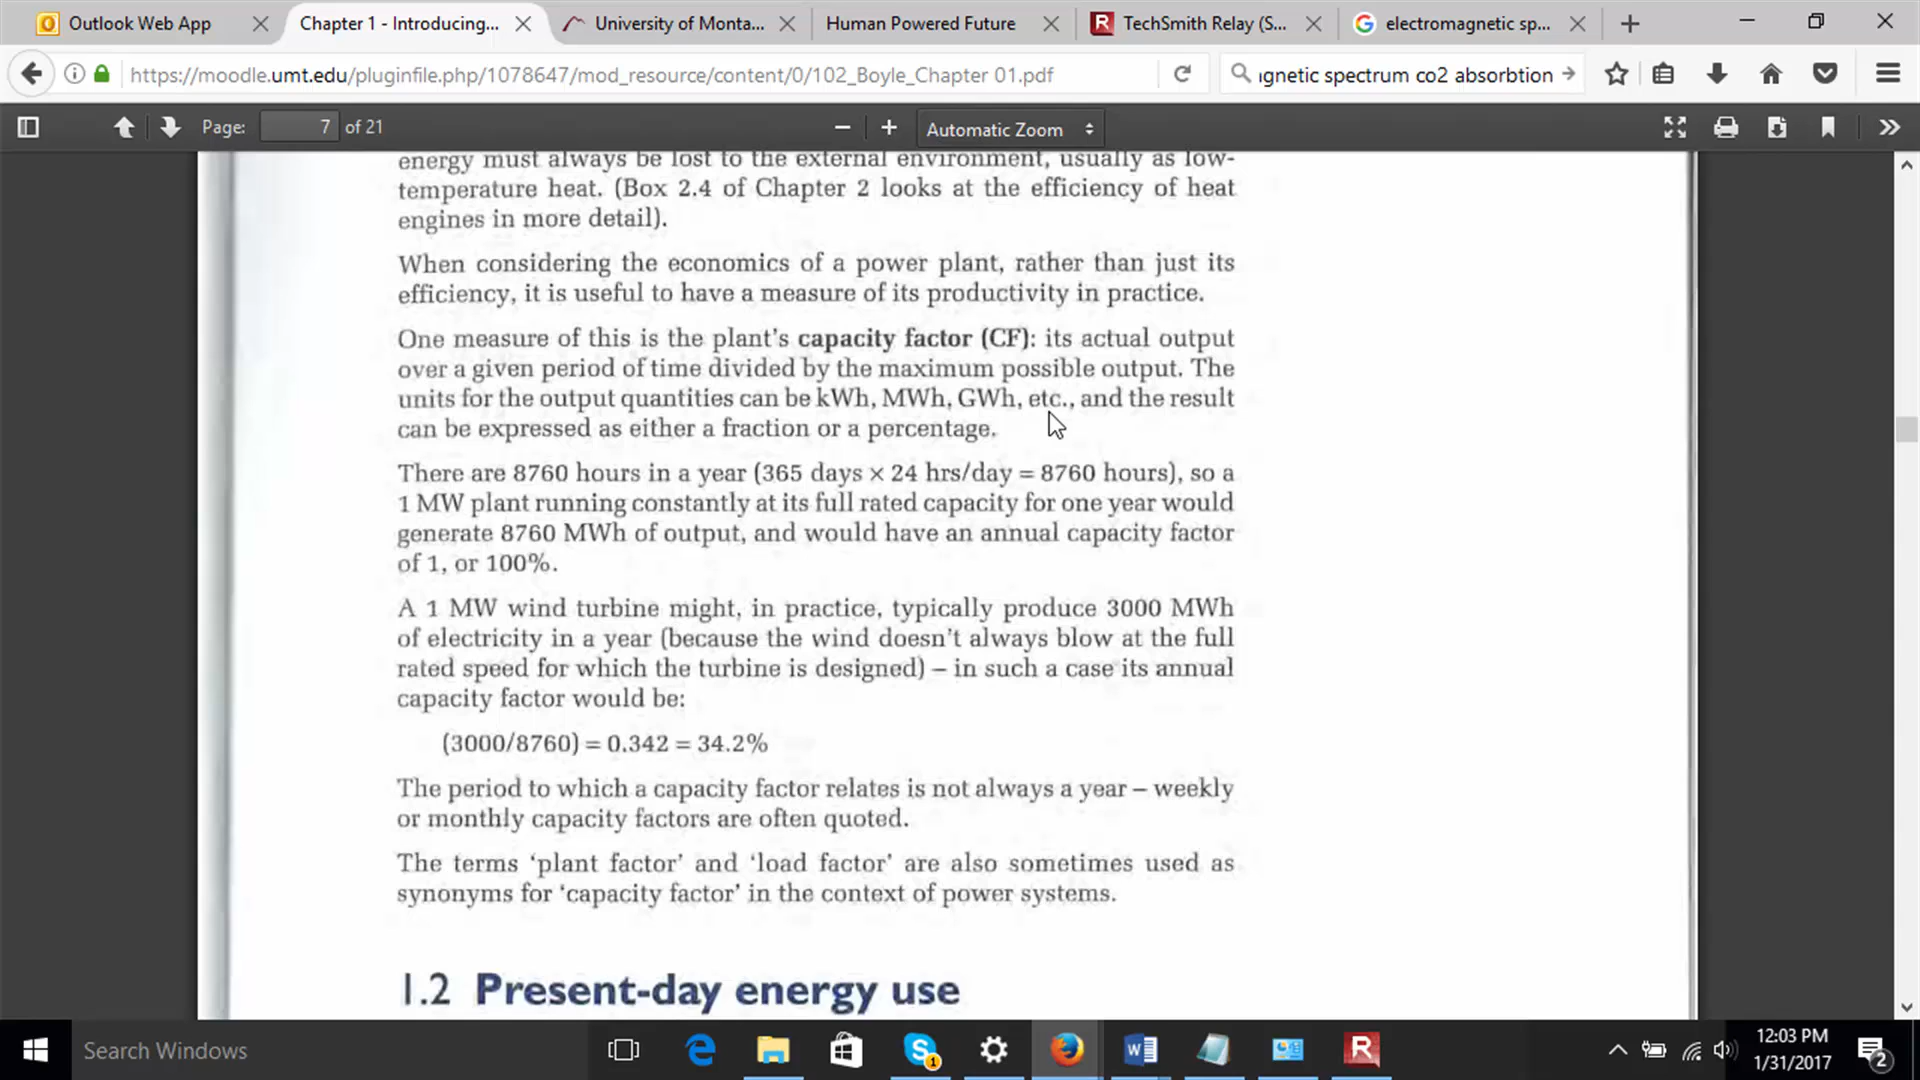 Outlook Web App
Chapter 1 - Introducing...
University of Monta...
Human Powered Future
TechSmith Relay (S...
electromagnetic sp...
https://moodle.umt.edu/pluginfile.php/1078647/mod_resource/content/0/102_Boyle_Chapter 01.pdf
ıgnetic spectrum co2 absorbtion
Page: 7 of 21
Automatic Zoom
energy must always be lost to the external environment, usually as low-
temperature heat. (Box 2.4 of Chapter 2 looks at the efficiency of heat
engines in more detail).
When considering the economics of a power plant, rather than just its
efficiency, it is useful to have a measure of its productivity in practice.
One measure of this is the plant's capacity factor (CF): its actual output
over a given period of time divided by the maximum possible output. The
units for the output quantities can be kWh, MWh, GWh, etc., and the result
can be expressed as either a fraction or a percentage.
There are 8760 hours in a year (365 days × 24 hrs/day = 8760 hours), so a
1 MW plant running constantly at its full rated capacity for one year would
generate 8760 MWh of output, and would have an annual capacity factor
of 1, or 100%.
A 1 MW wind turbine might, in practice, typically produce 3000 MWh
of electricity in a year (because the wind doesn't always blow at the full
rated speed for which the turbine is designed) – in such a case its annual
capacity factor would be:
(3000/8760) = 0.342 = 34.2%
The period to which a capacity factor relates is not always a year – weekly
or monthly capacity factors are often quoted.
The terms 'plant factor' and 'load factor' are also sometimes used as
synonyms for 'capacity factor' in the context of power systems.
1.2 Present-day energy use
Search Windows
12:03 PM
1/31/2017
2